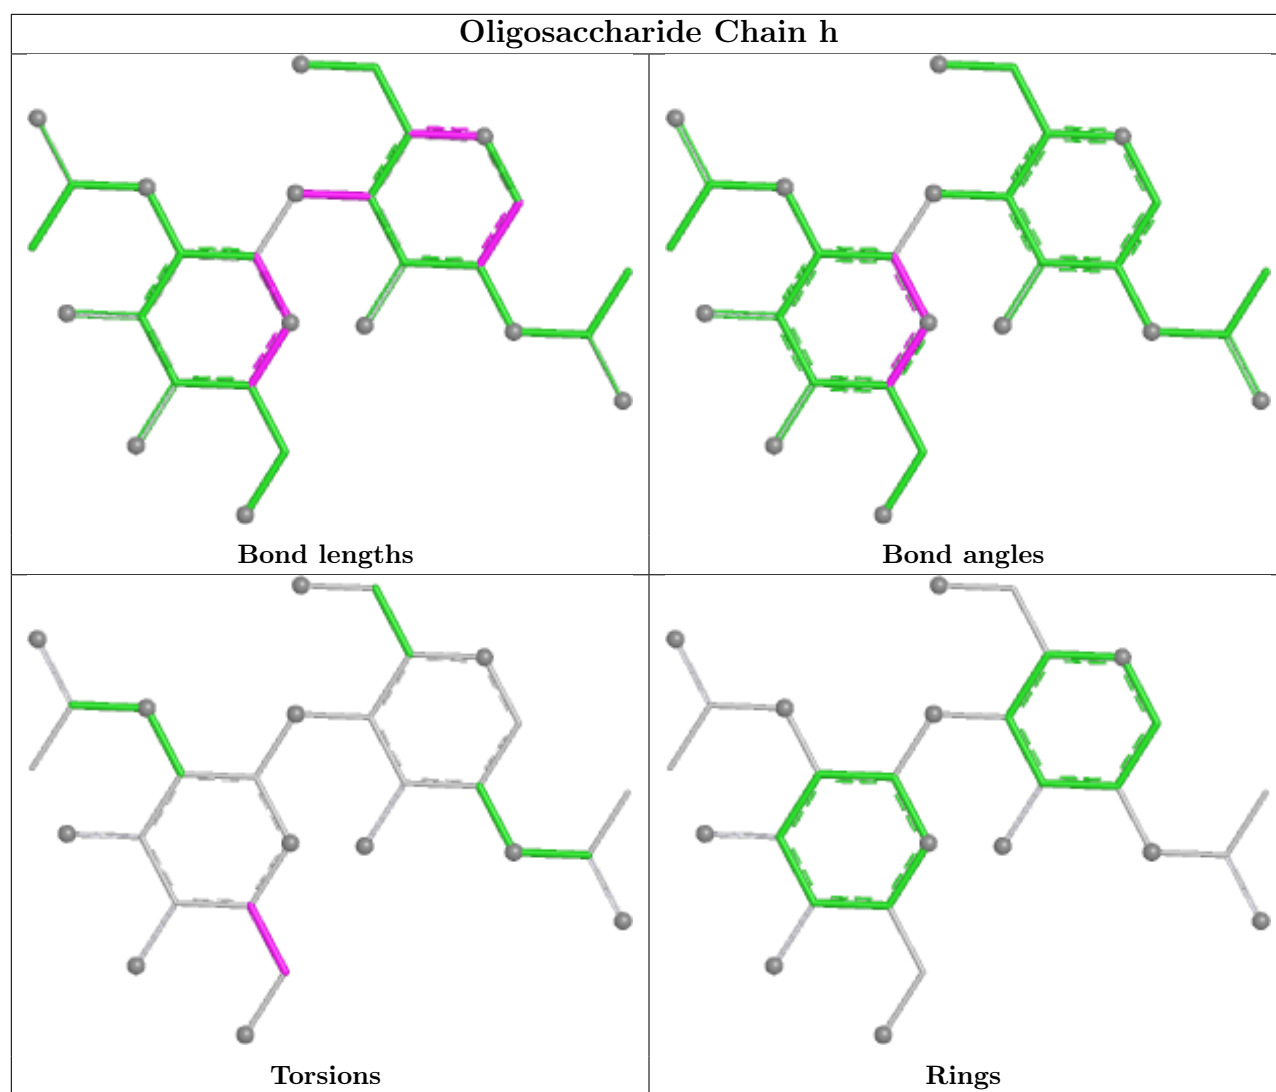 Oligosaccharide Chain h
Bond lengths
Bond angles
Torsions
Rings